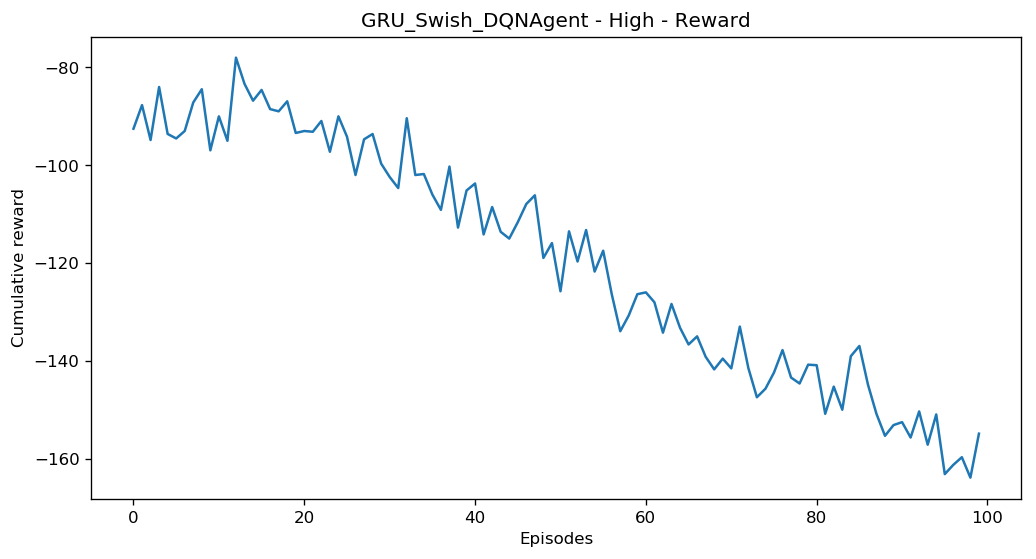 GRU_Swish_DQNAgent - High - Reward
−80
−100
−120
−140
−160
Cumulative reward
0 20 40 60 80 100
Episodes